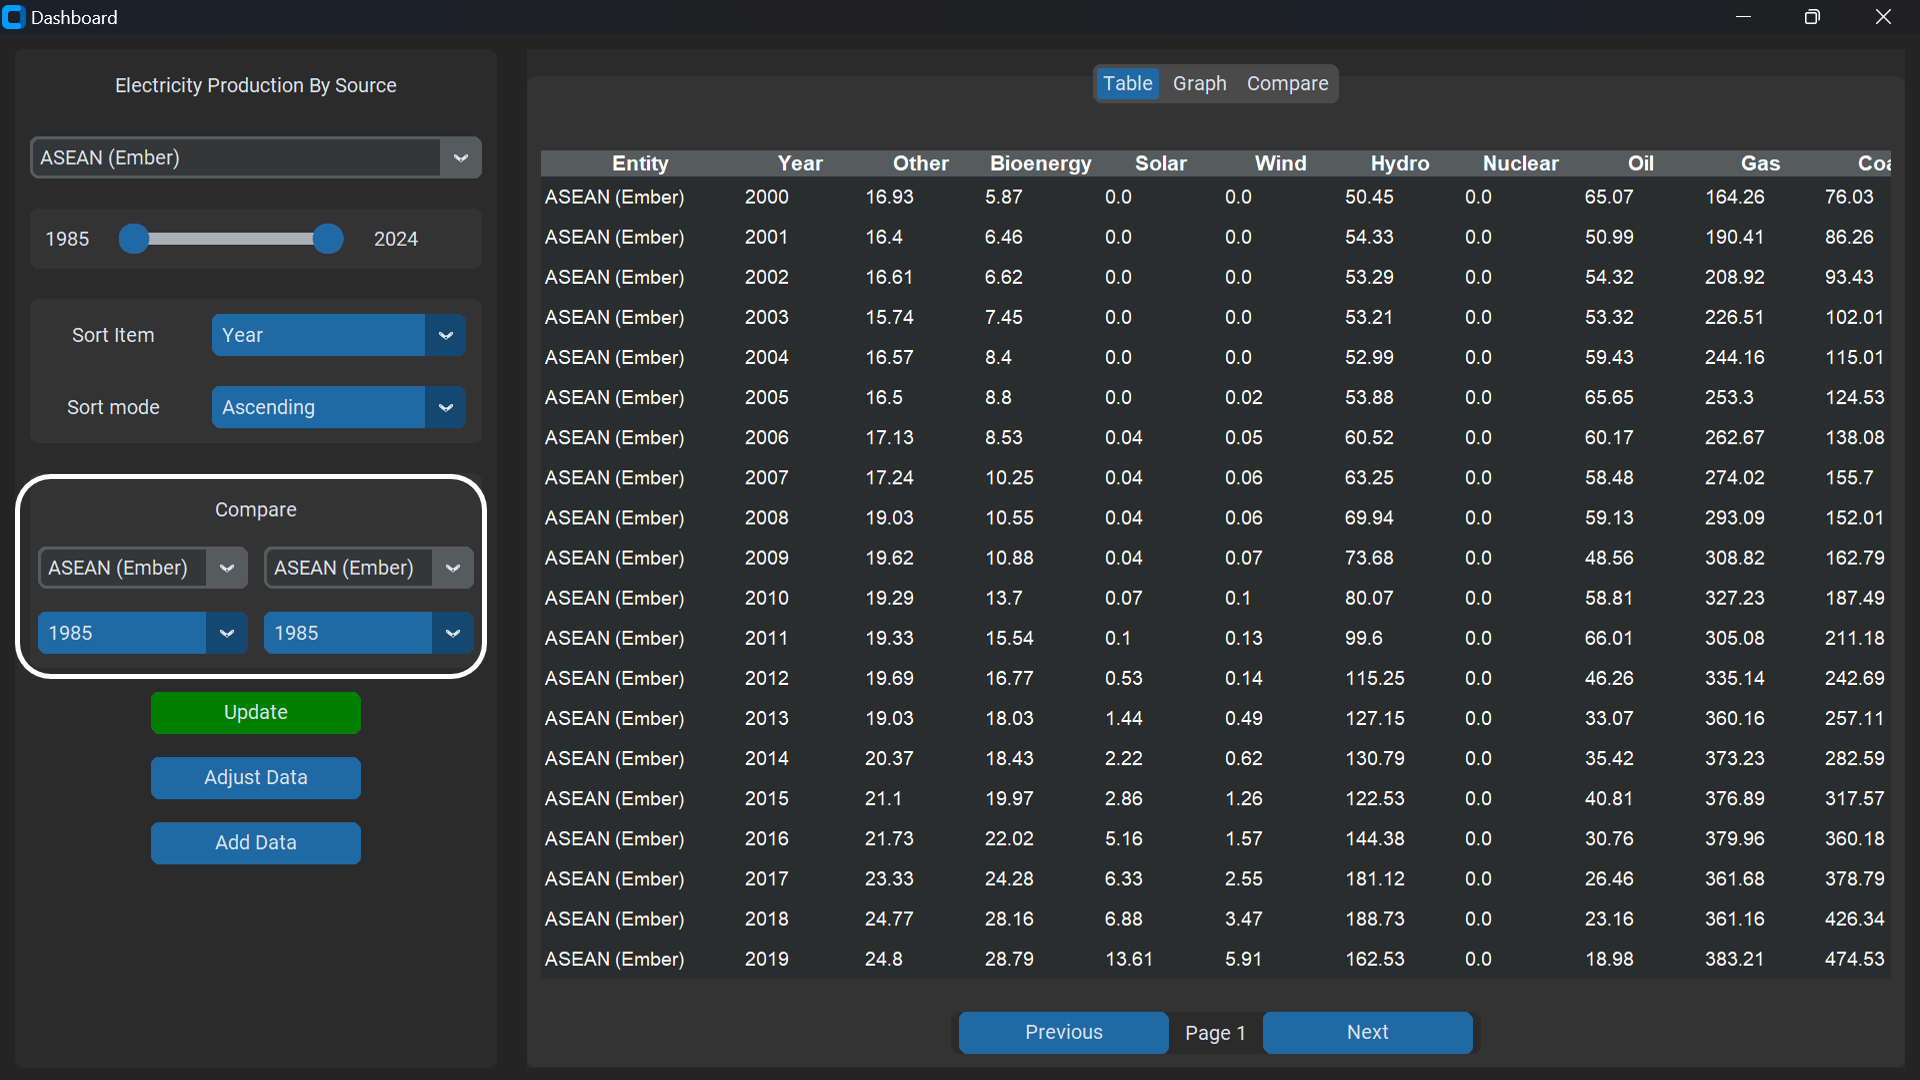 Dashboard
Electricity Production By Source
ASEAN (Ember)
1985 2024
Sort Item Year
Sort mode Ascending
Compare
ASEAN (Ember) ASEAN (Ember)
1985 1985
Update
Adjust Data
Add Data
Table Graph Compare
Entity Year Other Bioenergy Solar Wind Hydro Nuclear Oil Gas
ASEAN (Ember) 2000 16.93 5.87 0.0 0.0 50.45 0.0 65.07 164.26 76.03
ASEAN (Ember) 2001 16.4 6.46 0.0 0.0 54.33 0.0 50.99 190.41 86.26
ASEAN (Ember) 2002 16.61 6.62 0.0 0.0 53.29 0.0 54.32 208.92 93.43
ASEAN (Ember) 2003 15.74 7.45 0.0 0.0 53.21 0.0 53.32 226.51 102.01
ASEAN (Ember) 2004 16.57 8.4 0.0 0.0 52.99 0.0 59.43 244.16 115.01
ASEAN (Ember) 2005 16.5 8.8 0.0 0.02 53.88 0.0 65.65 253.3 124.53
ASEAN (Ember) 2006 17.13 8.53 0.04 0.05 60.52 0.0 60.17 262.67 138.08
ASEAN (Ember) 2007 17.24 10.25 0.04 0.06 63.25 0.0 58.48 274.02 155.7
ASEAN (Ember) 2008 19.03 10.55 0.04 0.06 69.94 0.0 59.13 293.09 152.01
ASEAN (Ember) 2009 19.62 10.88 0.04 0.07 73.68 0.0 48.56 308.82 162.79
ASEAN (Ember) 2010 19.29 13.7 0.07 0.1 80.07 0.0 58.81 327.23 187.49
ASEAN (Ember) 2011 19.33 15.54 0.1 0.13 99.6 0.0 66.01 305.08 211.18
ASEAN (Ember) 2012 19.69 16.77 0.53 0.14 115.25 0.0 46.26 335.14 242.69
ASEAN (Ember) 2013 19.03 18.03 1.44 0.49 127.15 0.0 33.07 360.16 257.11
ASEAN (Ember) 2014 20.37 18.43 2.22 0.62 130.79 0.0 35.42 373.23 282.59
ASEAN (Ember) 2015 21.1 19.97 2.86 1.26 122.53 0.0 40.81 376.89 317.57
ASEAN (Ember) 2016 21.73 22.02 5.16 1.57 144.38 0.0 30.76 379.96 360.18
ASEAN (Ember) 2017 23.33 24.28 6.33 2.55 181.12 0.0 26.46 361.68 378.79
ASEAN (Ember) 2018 24.77 28.16 6.88 3.47 188.73 0.0 23.16 361.16 426.34
ASEAN (Ember) 2019 24.8 28.79 13.61 5.91 162.53 0.0 18.98 383.21 474.53
Previous Page 1 Next